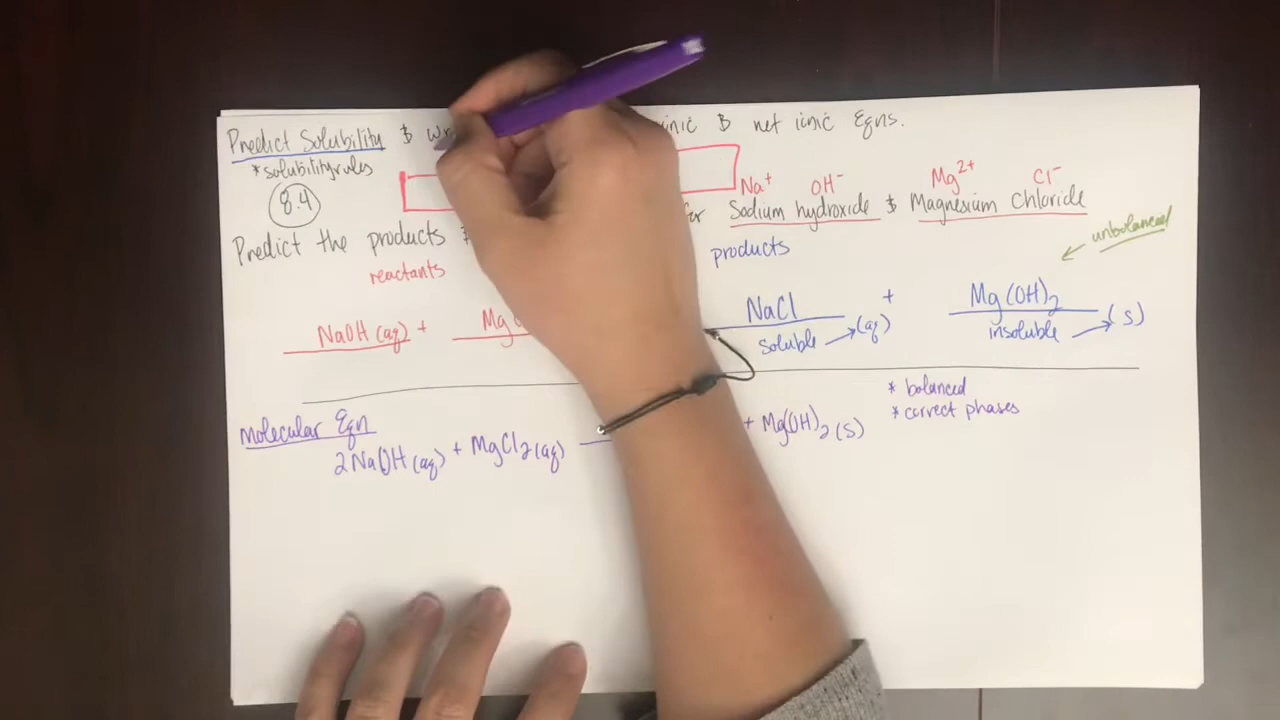 Predict Solubility & net ionic Eqns.
*solubility rules
8.4
Na+ OH- Mg2+ Cl-
Sodium hydroxide & Magnesium Chloride
Predict the products
unbalanced
reactants products
NaOH (aq) + NaCl + Mg(OH)2
soluble → (aq) insoluble → (s)
Molecular Eqn
* balanced
* correct phases
2NaOH (aq) + MgCl2 (aq) + Mg(OH)2 (s)